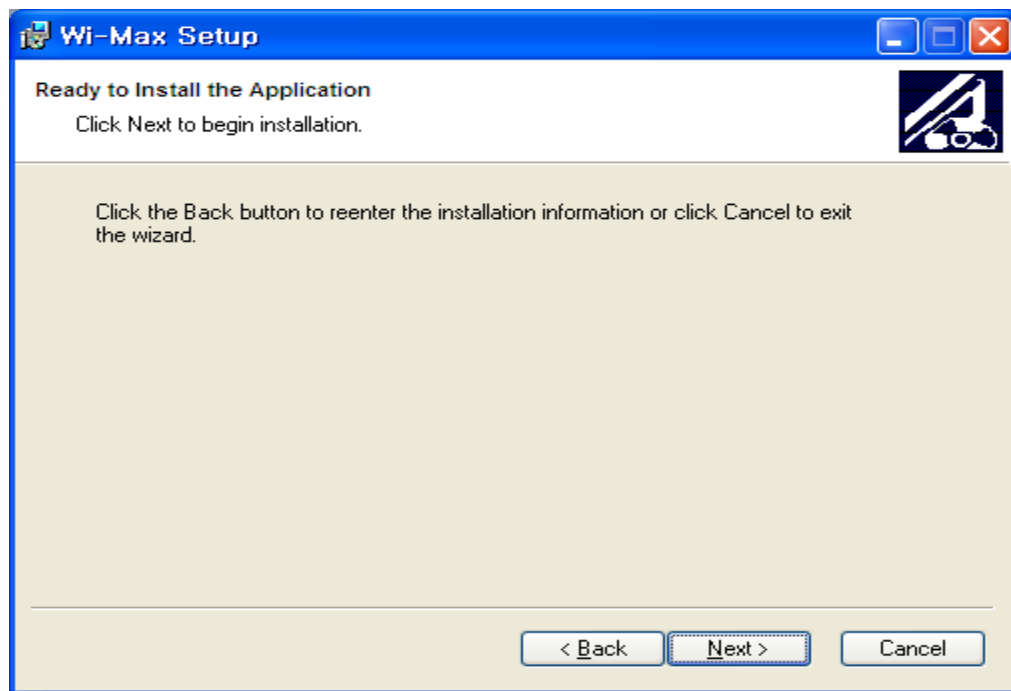 Wi-Max Setup
Ready to Install the Application
Click Next to begin installation.
Click the Back button to reenter the installation information or click Cancel to exit
the wizard.
< Back
Next >
Cancel